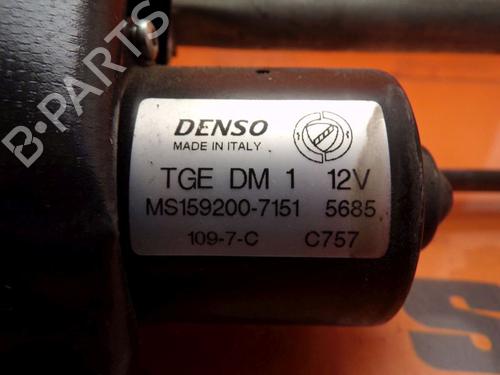 B-PARTS
DENSO
MADE IN ITALY
TGE DM 1 12V
MS159200-7151 5685
109-7-C C757